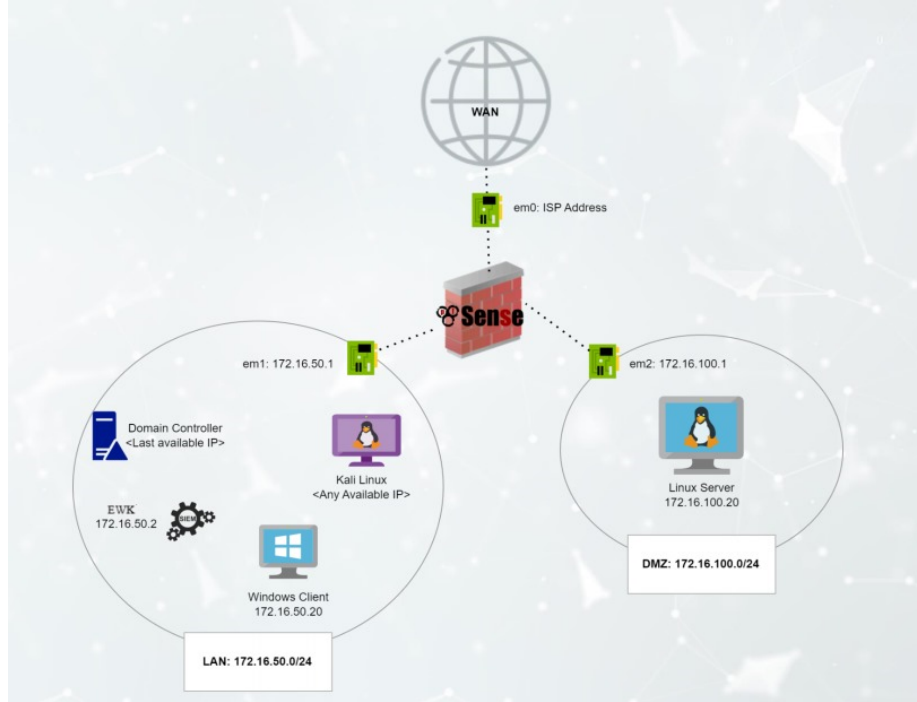 WAN
em0: ISP Address
Sense
em1: 172.16.50.1
em2: 172.16.100.1
Domain Controller
<Last available IP>
Kali Linux
<Any Available IP>
EWK
172.16.50.2
SIEM
Windows Client
172.16.50.20
LAN: 172.16.50.0/24
Linux Server
172.16.100.20
DMZ: 172.16.100.0/24